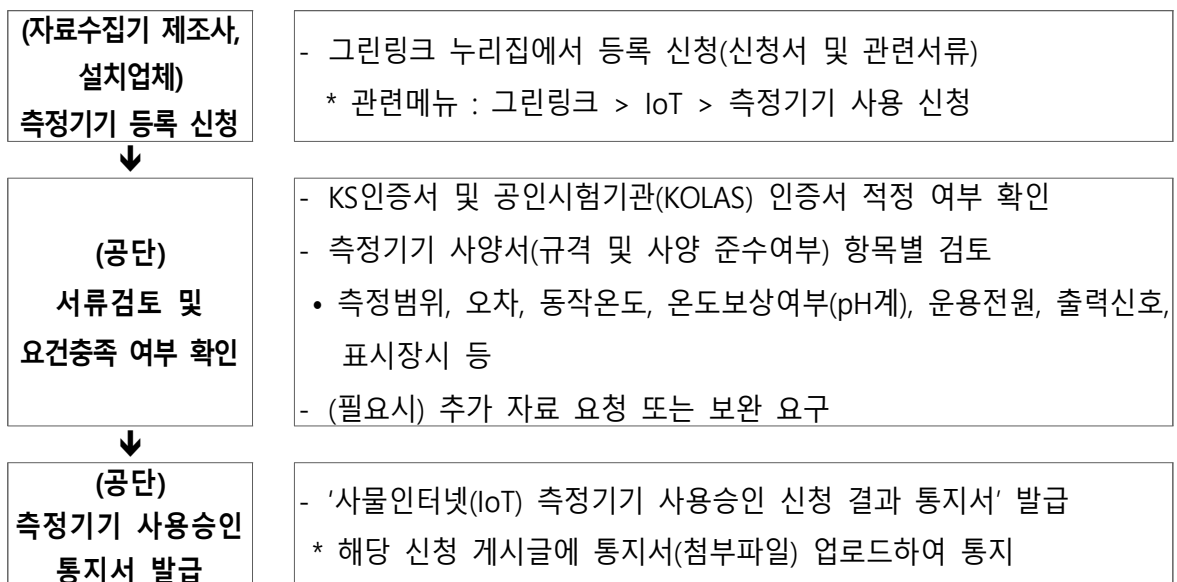 (자료수집기 제조사,
설치업체)
측정기기 등록 신청
- 그린링크 누리집에서 등록 신청(신청서 및 관련서류)
* 관련메뉴 : 그린링크 > IoT > 측정기기 사용 신청
🡻
(공단)
서류검토 및
요건충족 여부 확인
- KS인증서 및 공인시험기관(KOLAS) 인증서 적정 여부 확인
- 측정기기 사양서(규격 및 사양 준수여부) 항목별 검토
• 측정범위, 오차, 동작온도, 온도보상여부(pH계), 운용전원, 출력신호,
표시장시 등
- (필요시) 추가 자료 요청 또는 보완 요구
🡻
(공단)
측정기기 사용승인
통지서 발급
- ‘사물인터넷(IoT) 측정기기 사용승인 신청 결과 통지서’ 발급
* 해당 신청 게시글에 통지서(첨부파일) 업로드하여 통지